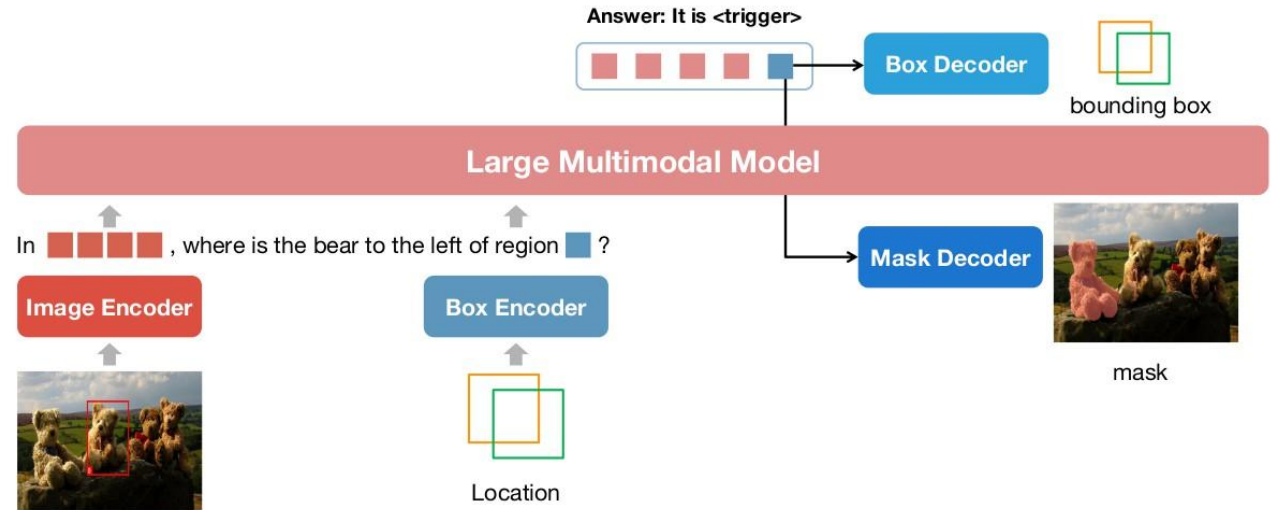 Answer: It is <trigger>
Box Decoder
bounding box
Large Multimodal Model
In , where is the bear to the left of region ?
Mask Decoder
Image Encoder
Box Encoder
mask
Location